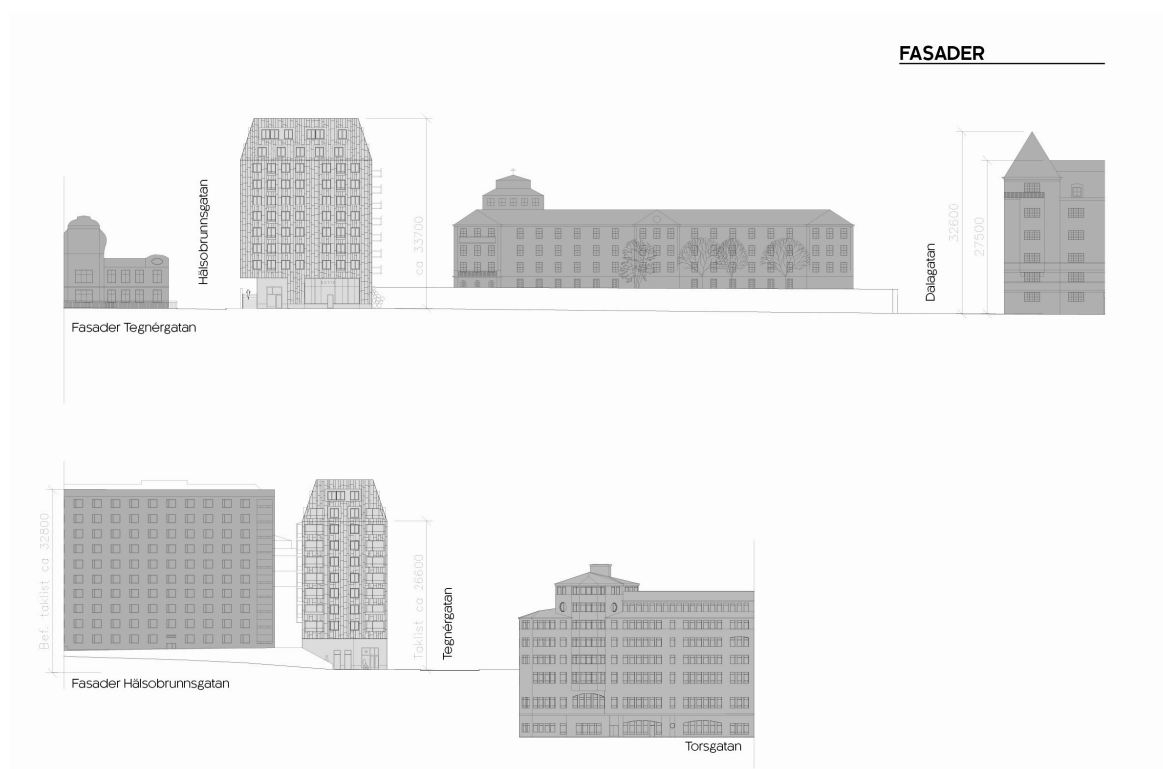 FASADER
Hälsobrunnsgatan
ca 33700
Dalagatan
32600
27500
Fasader Tegnérgatan
Bef. taklist ca 32800
Taklist ca 26600
Tegnérgatan
Fasader Hälsobrunnsgatan
Torsgatan